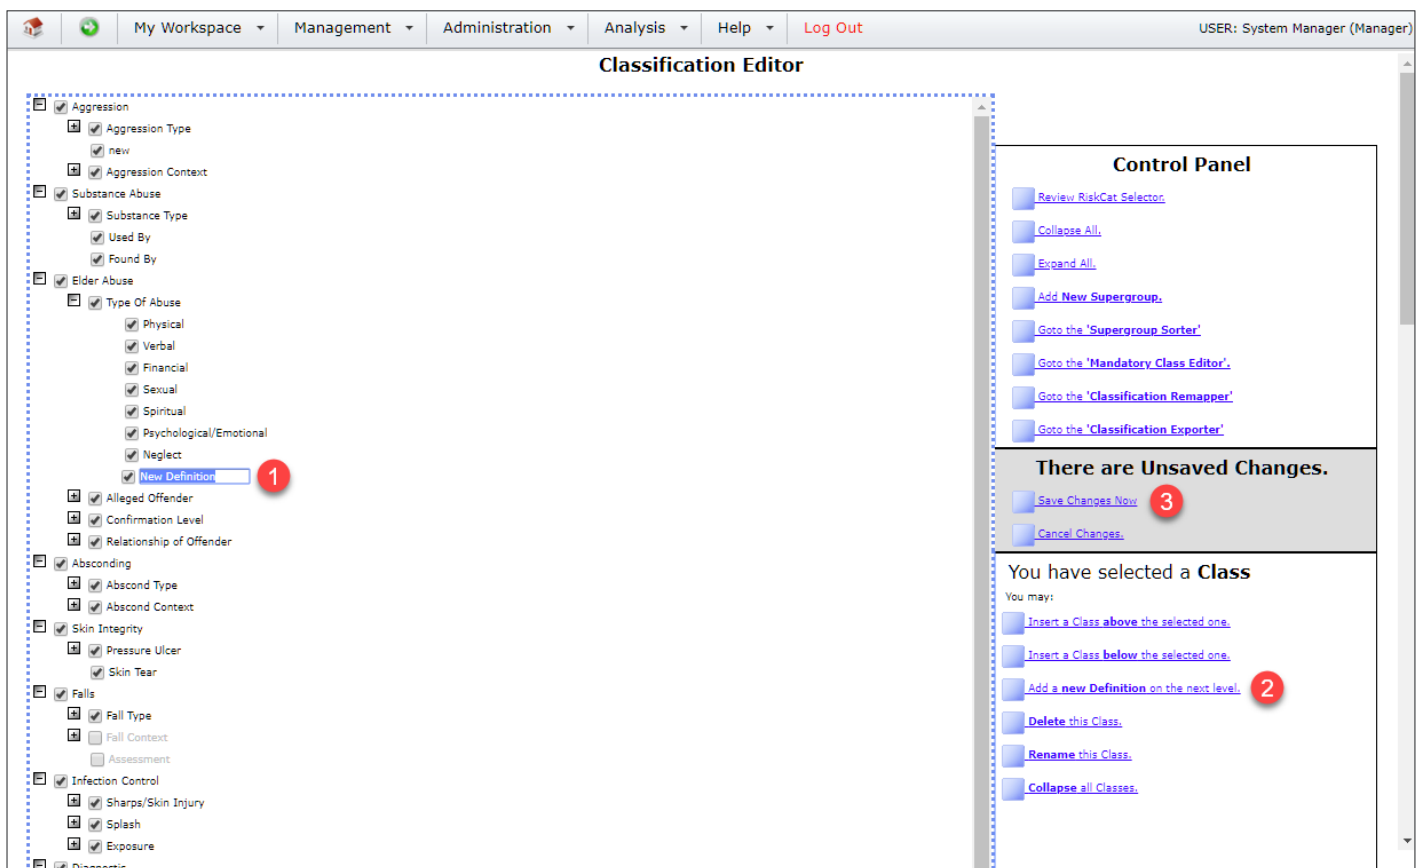 My Workspace
Management
Administration
Analysis
Help
Log Out
USER: System Manager (Manager)
Classification Editor
Aggression
Aggression Type
new
Aggression Context
Substance Abuse
Substance Type
Used By
Found By
Elder Abuse
Type Of Abuse
Physical
Verbal
Financial
Sexual
Spiritual
Psychological/Emotional
Neglect
New Definition
1
Alleged Offender
Confirmation Level
Relationship of Offender
Absconding
Abscond Type
Abscond Context
Skin Integrity
Pressure Ulcer
Skin Tear
Falls
Fall Type
Fall Context
Assessment
Infection Control
Sharps/Skin Injury
Splash
Exposure
Diagnostic
Control Panel
Review RiskCat Selector.
Collapse All.
Expand All.
Add New Supergroup.
Goto the 'Supergroup Sorter'
Goto the 'Mandatory Class Editor'.
Goto the 'Classification Remapper'
Goto the 'Classification Exporter'
There are Unsaved Changes.
Save Changes Now
3
Cancel Changes.
You have selected a Class
You may:
Insert a Class above the selected one.
Insert a Class below the selected one.
Add a new Definition on the next level.
2
Delete this Class.
Rename this Class.
Collapse all Classes.